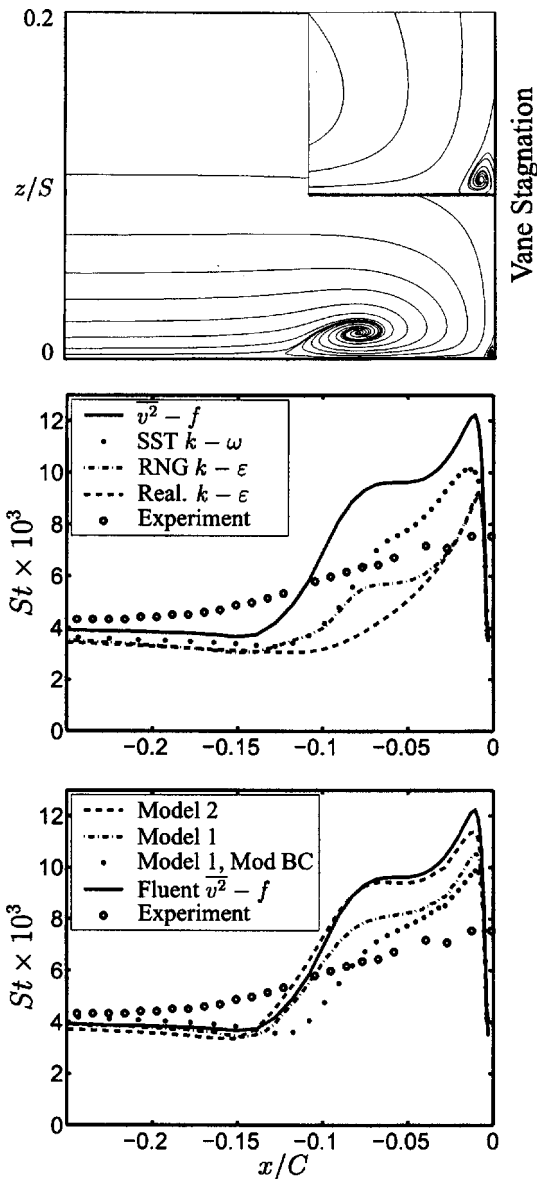 0.2
z/S
0
Vane Stagnation
12
10
8
6
4
2
0
St × 10³
v² − f
SST k − ω
RNG k − ε
Real. k − ε
Experiment
−0.2
−0.15
−0.1
−0.05
0
12
10
8
6
4
2
0
St × 10³
Model 2
Model 1
Model 1, Mod BC
Fluent v² − f
Experiment
−0.2
−0.15
−0.1
−0.05
0
x/C